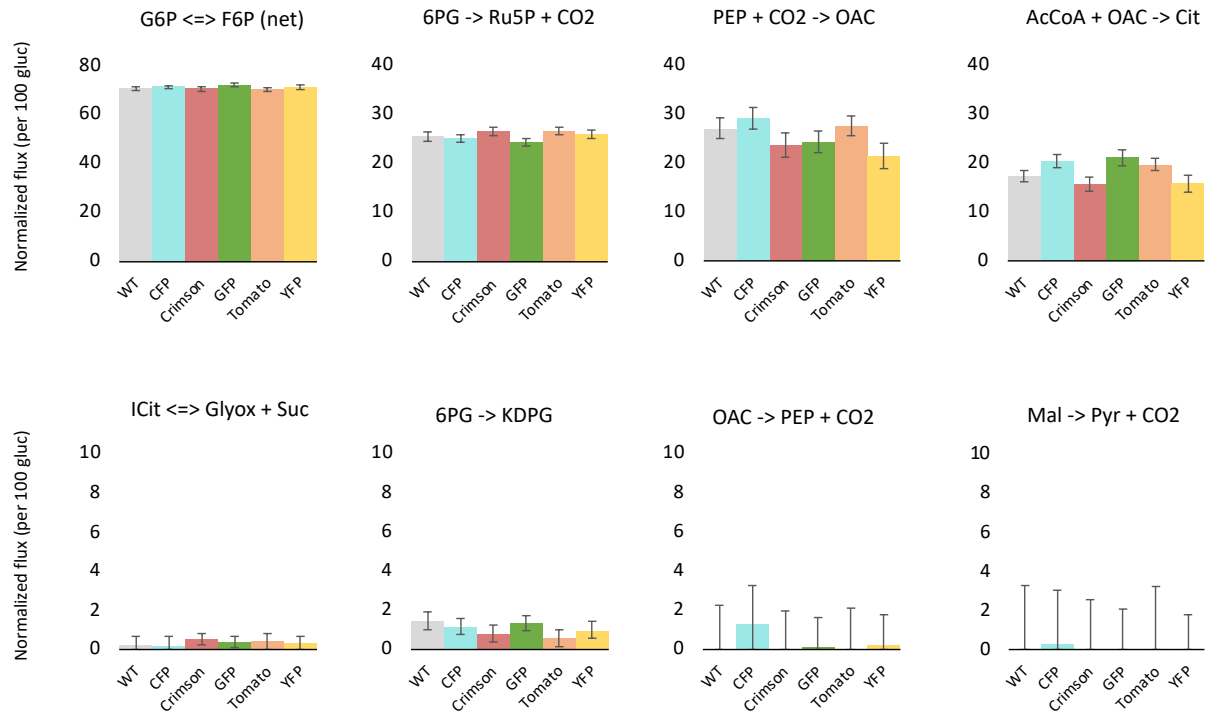 G6P <=> F6P (net)
6PG -> Ru5P + CO2
PEP + CO2 -> OAC
AcCoA + OAC -> Cit
Normalized flux (per 100 gluc)
80
60
40
20
0
WT
CFP
Crimson
GFP
Tomato
YFP
40
30
20
10
0
WT
CFP
Crimson
GFP
Tomato
YFP
40
30
20
10
0
WT
CFP
Crimson
GFP
Tomato
YFP
40
30
20
10
0
WT
CFP
Crimson
GFP
Tomato
YFP
ICit <=> Glyox + Suc
6PG -> KDPG
OAC -> PEP + CO2
Mal -> Pyr + CO2
Normalized flux (per 100 gluc)
10
8
6
4
2
0
WT
CFP
Crimson
GFP
Tomato
YFP
10
8
6
4
2
0
WT
CFP
Crimson
GFP
Tomato
YFP
10
8
6
4
2
0
WT
CFP
Crimson
GFP
Tomato
YFP
10
8
6
4
2
0
WT
CFP
Crimson
GFP
Tomato
YFP